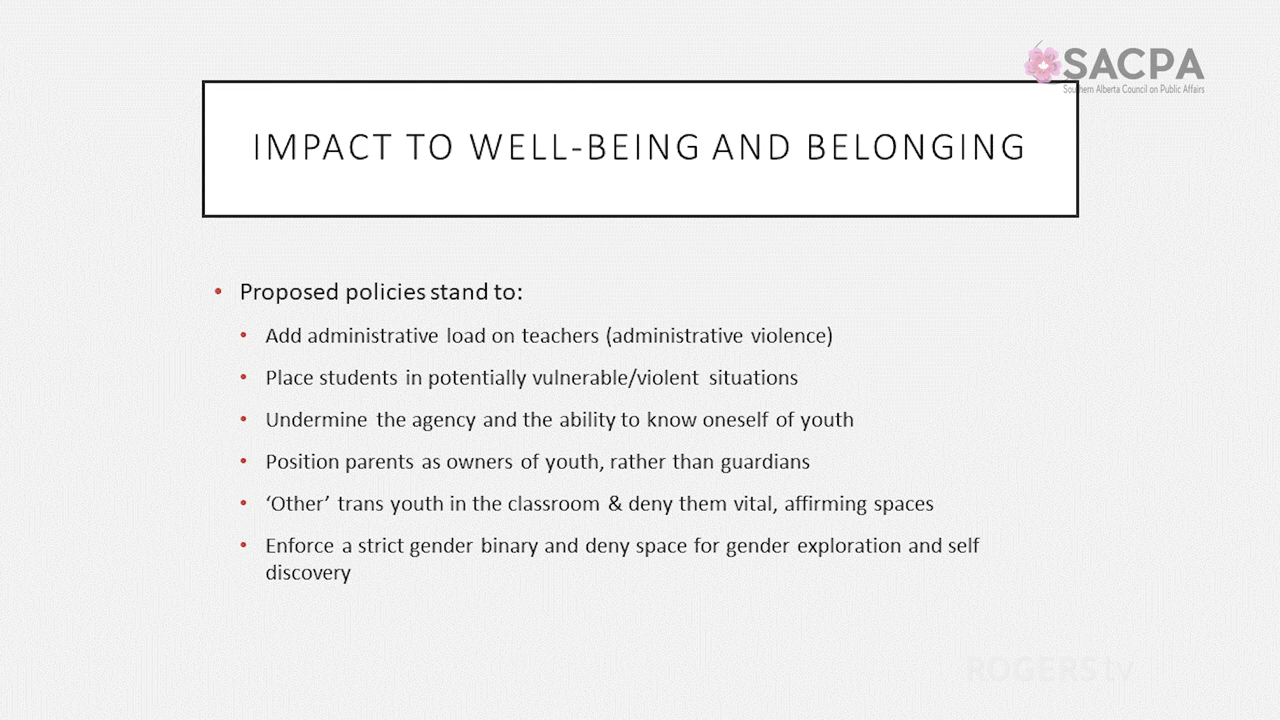 SACPA
Southern Alberta Council on Public Affairs
IMPACT TO WELL-BEING AND BELONGING
• Proposed policies stand to:
• Add administrative load on teachers (administrative violence)
• Place students in potentially vulnerable/violent situations
• Undermine the agency and the ability to know oneself of youth
• Position parents as owners of youth, rather than guardians
• ‘Other’ trans youth in the classroom & deny them vital, affirming spaces
• Enforce a strict gender binary and deny space for gender exploration and self
discovery
ROGERS tv